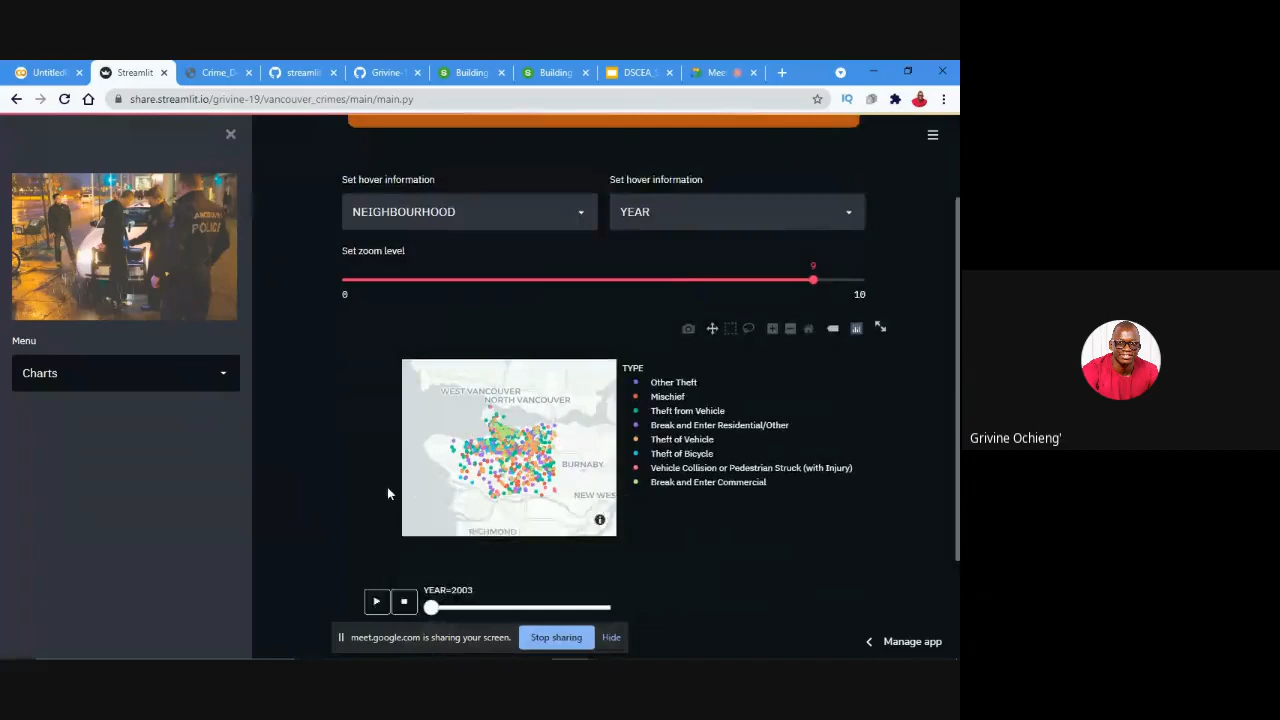 Untitled
Streamlit
Crime_D
streamlit
Grivine-
Building
Building
DSCEA_
Mee
share.streamlit.io/grivine-19/vancouver_crimes/main/main.py
IQ
POLICE
Menu
Charts
Set hover information
Set hover information
NEIGHBOURHOOD
YEAR
Set zoom level
9
0
10
WEST VANCOUVER
NORTH VANCOUVER
BURNABY
NEW WES
RICHMOND
TYPE
Other Theft
Mischief
Theft from Vehicle
Break and Enter Residential/Other
Theft of Vehicle
Theft of Bicycle
Vehicle Collision or Pedestrian Struck (with Injury)
Break and Enter Commercial
YEAR=2003
meet.google.com is sharing your screen.
Stop sharing
Hide
Manage app
Grivine Ochieng'